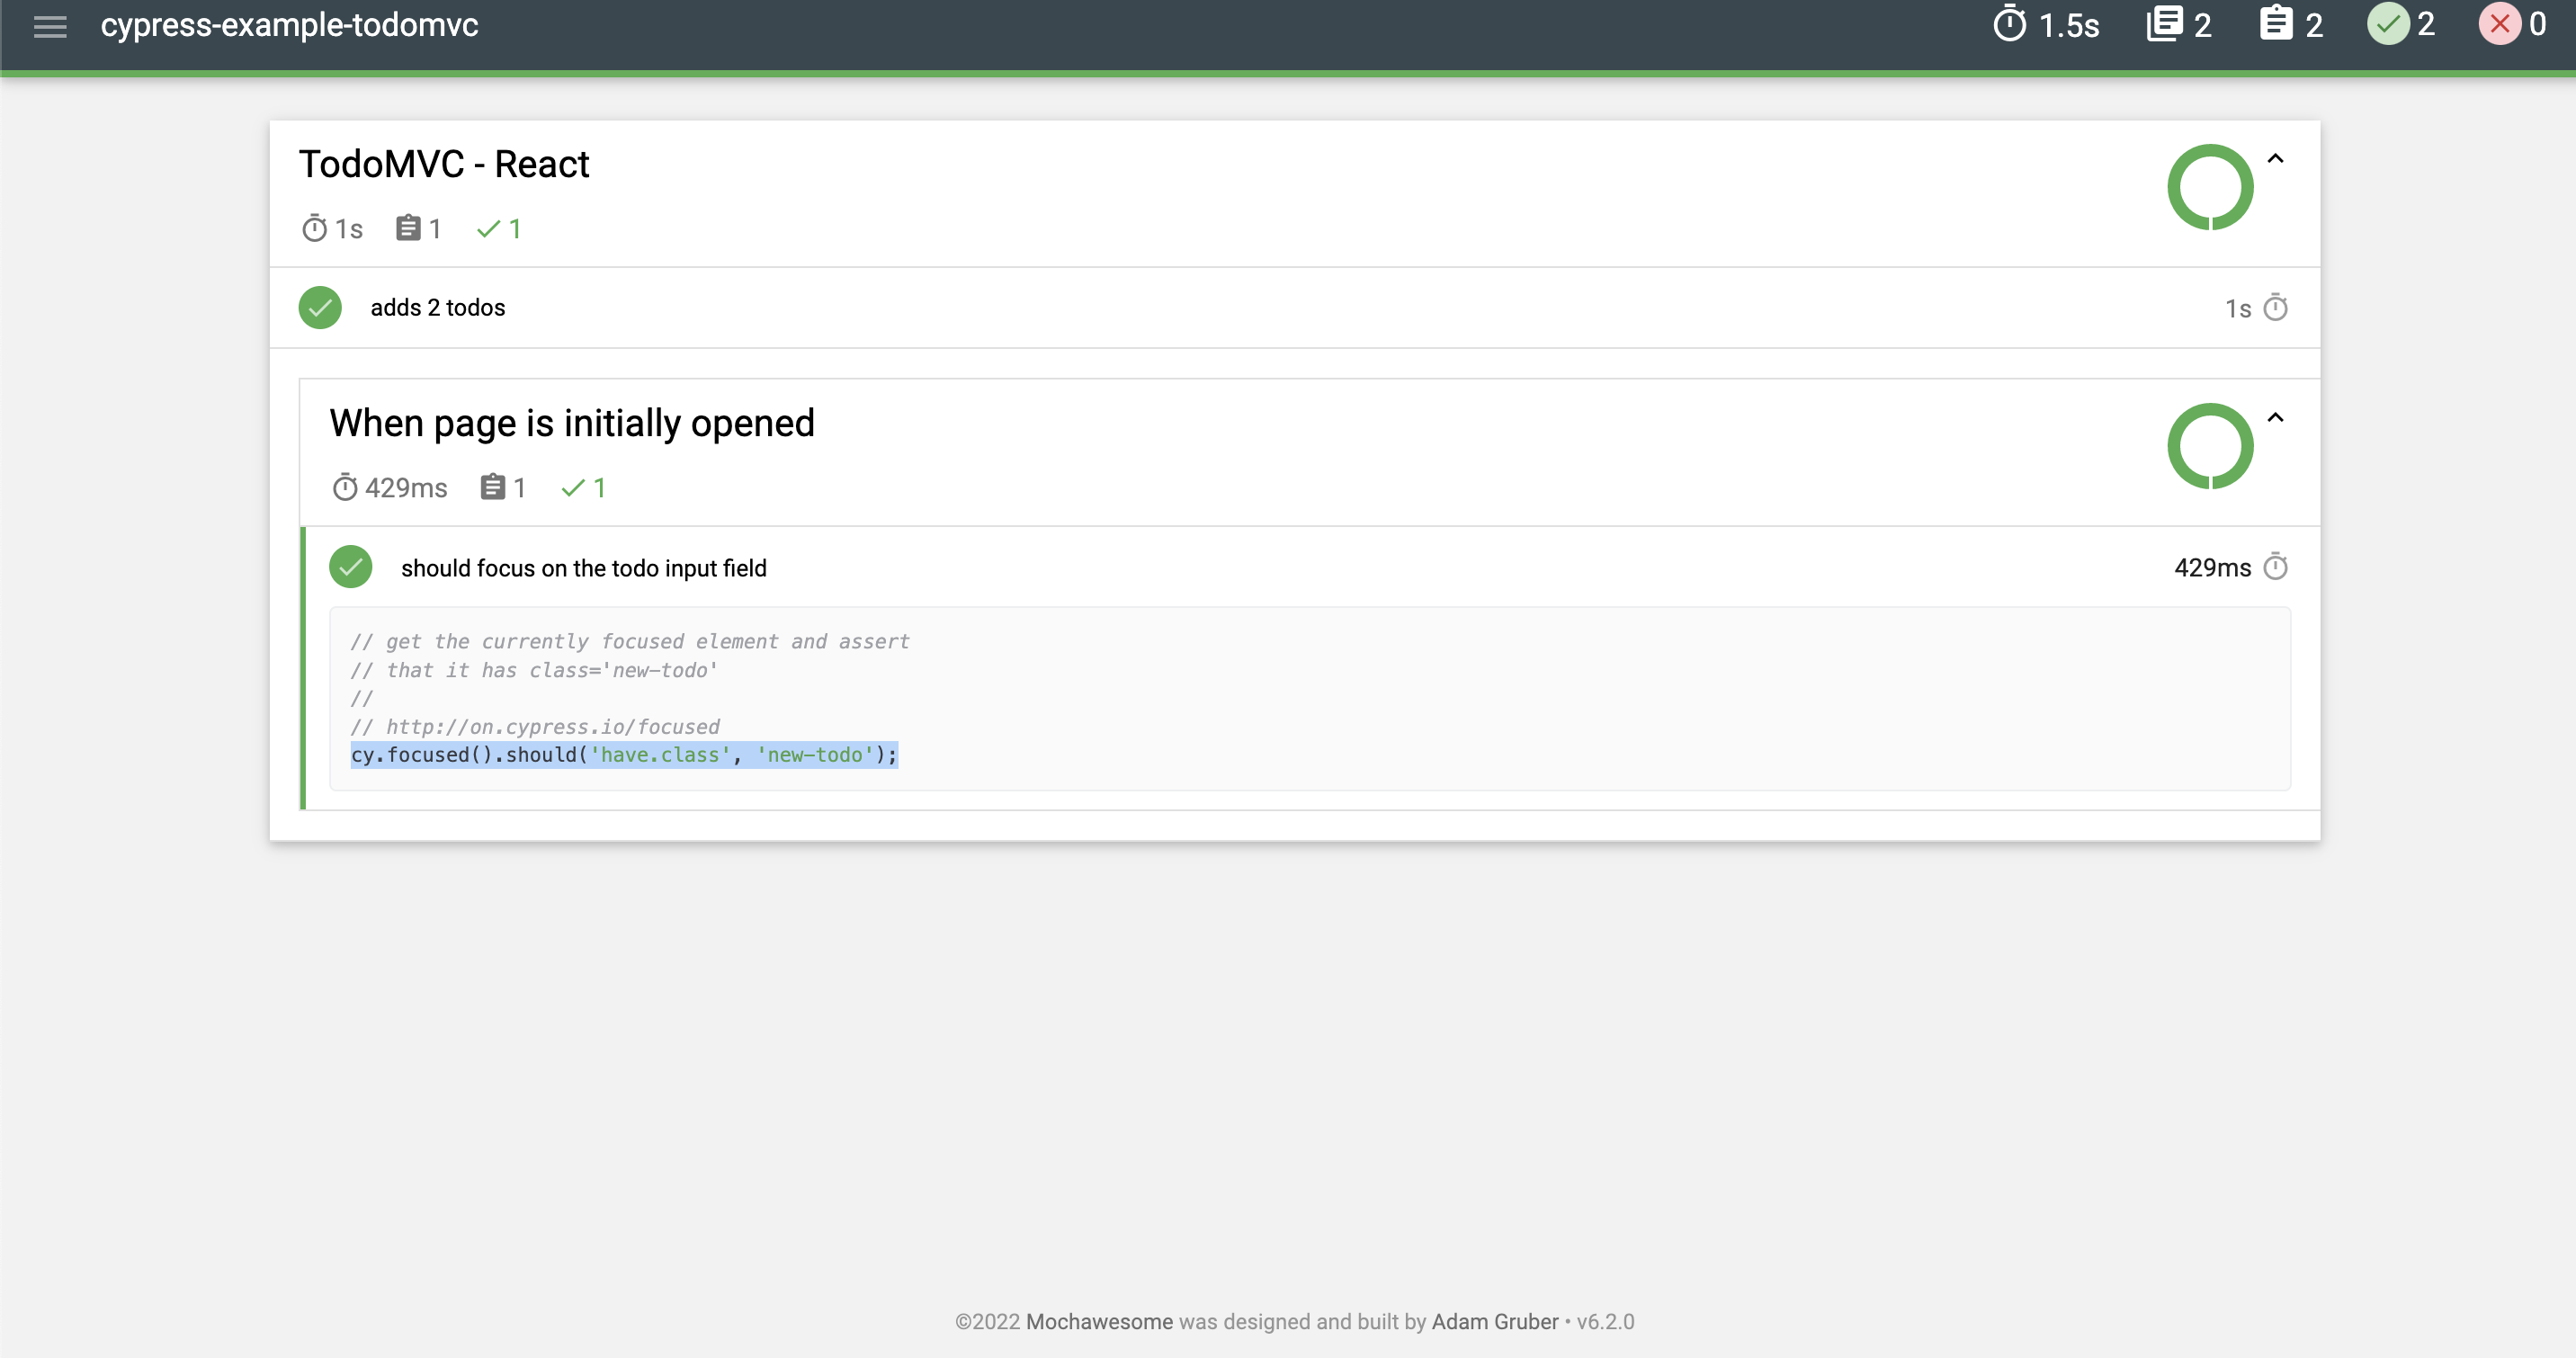 cypress-example-todomvc 1.5s 2 2 2 0
TodoMVC - React
1s 1 1
adds 2 todos 1s
When page is initially opened
429ms 1 1
should focus on the todo input field 429ms
// get the currently focused element and assert
// that it has class='new-todo'
//
// http://on.cypress.io/focused
cy.focused().should('have.class', 'new-todo');
©2022 Mochawesome was designed and built by Adam Gruber • v6.2.0